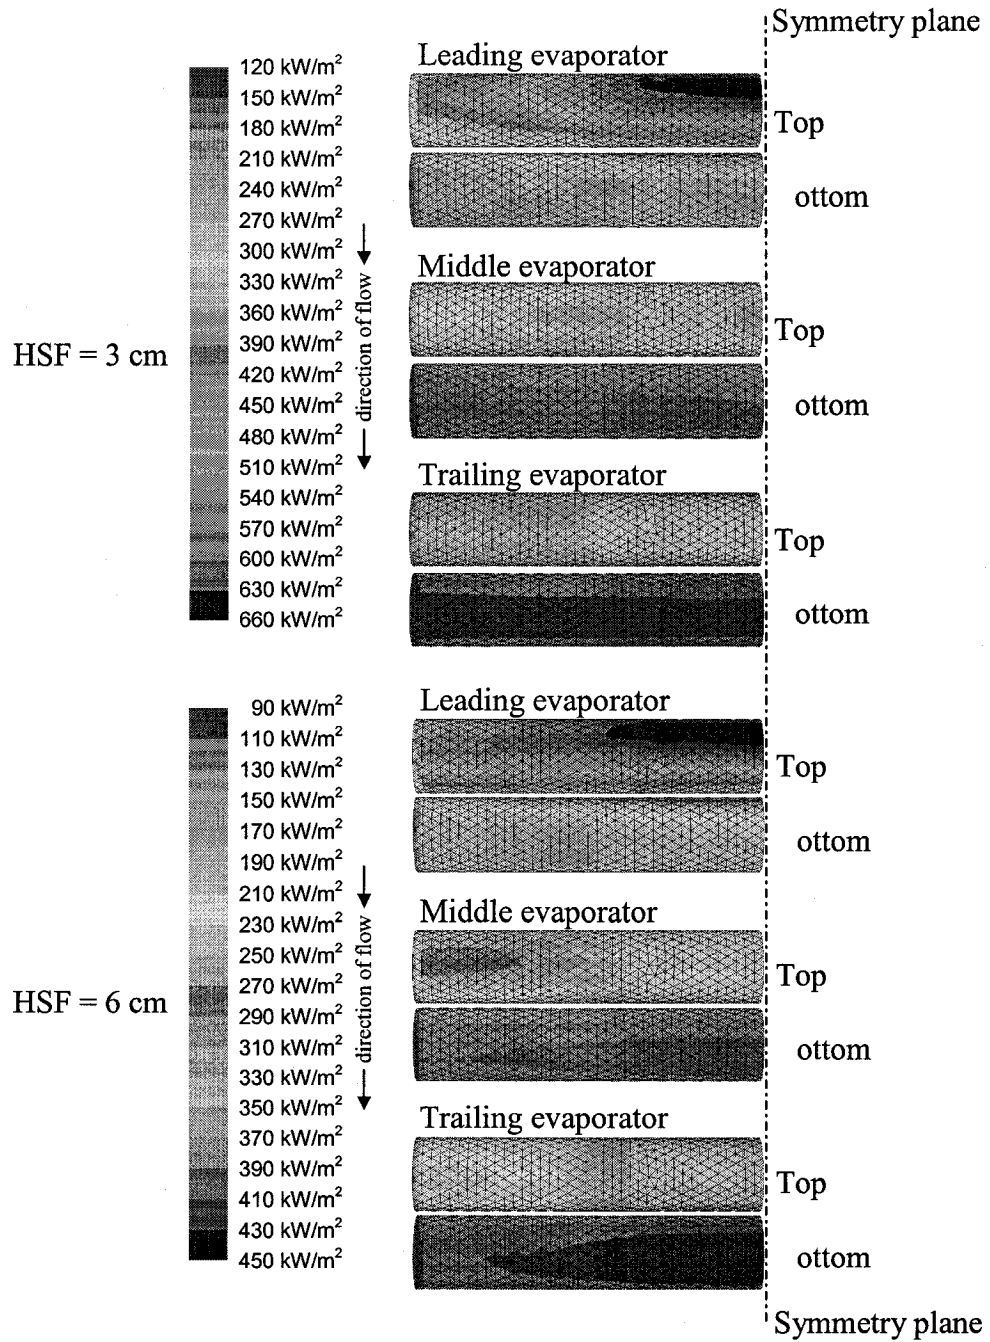 Symmetry plane
Leading evaporator
120 kW/m²
150 kW/m²
180 kW/m²
210 kW/m²
240 kW/m²
270 kW/m²
300 kW/m²
330 kW/m²
360 kW/m²
390 kW/m²
420 kW/m²
450 kW/m²
480 kW/m²
510 kW/m²
540 kW/m²
570 kW/m²
600 kW/m²
630 kW/m²
660 kW/m²
HSF = 3 cm
direction of flow
Top
ottom
Middle evaporator
Top
ottom
Trailing evaporator
Top
ottom
Leading evaporator
90 kW/m²
110 kW/m²
130 kW/m²
150 kW/m²
170 kW/m²
190 kW/m²
210 kW/m²
230 kW/m²
250 kW/m²
270 kW/m²
290 kW/m²
310 kW/m²
330 kW/m²
350 kW/m²
370 kW/m²
390 kW/m²
410 kW/m²
430 kW/m²
450 kW/m²
HSF = 6 cm
direction of flow
Top
ottom
Middle evaporator
Top
ottom
Trailing evaporator
Top
ottom
Symmetry plane